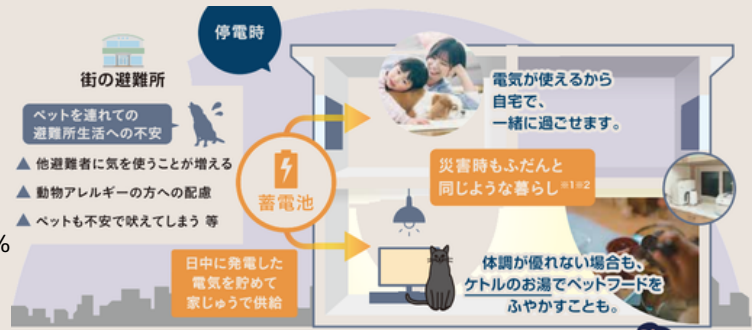 停電時
街の避難所
ペットを連れての
避難所生活への不安
▲ 他避難者に気を使うことが増える
▲ 動物アレルギーの方への配慮
▲ ペットも不安で吠えてしまう 等
%
蓄電池
日中に発電した
電気を貯めて
家じゅうで供給
電気が使えるから
自宅で、
一緒に過ごせます。
災害時もふだんと
同じような暮らし※1※2
体調が優れない場合も、
ケトルのお湯でペットフードを
ふやかすことも。